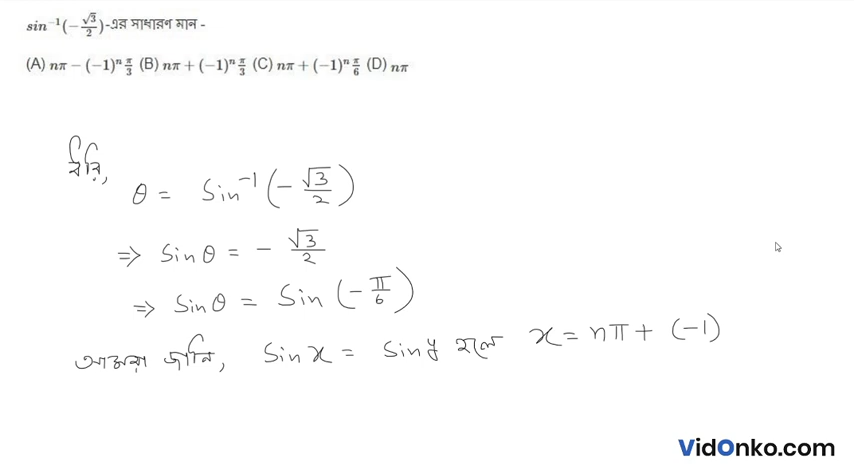 sin⁻¹(−√3/2)-এর সাধারণ মান -
(A) nπ − (−1)ⁿ π/3 (B) nπ + (−1)ⁿ π/3 (C) nπ + (−1)ⁿ π/6 (D) nπ
ধরি,
θ = Sin⁻¹(−√3/2)
⇒ Sinθ = − √3/2
⇒ Sinθ = Sin (−π/6)
আমরা জানি, Sinx = Siny হলে x = nπ + (−1)
VidOnko.com